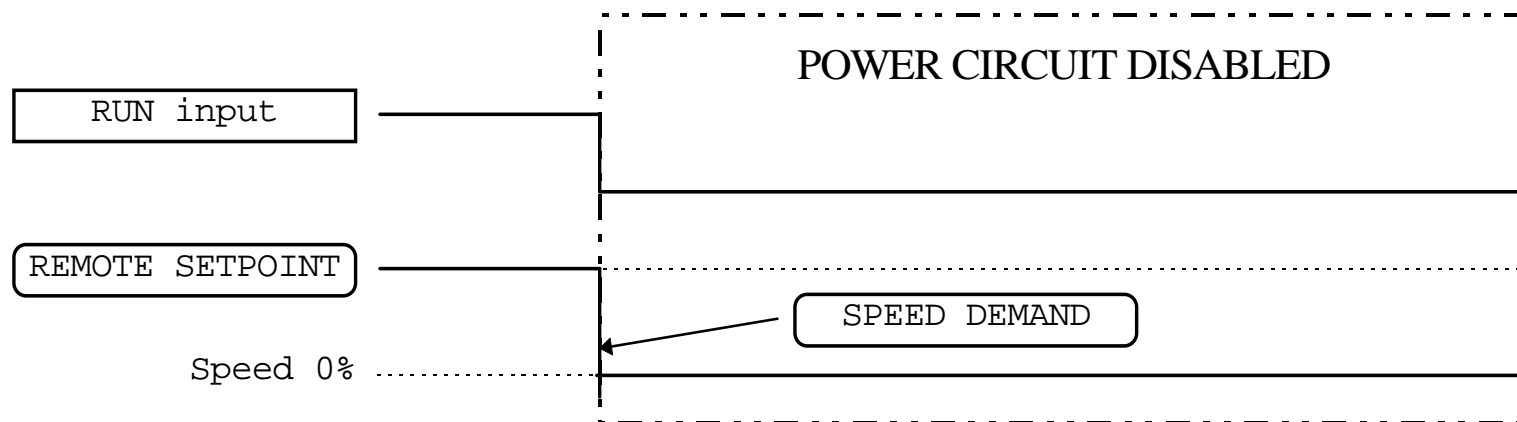 POWER CIRCUIT DISABLED
RUN input
REMOTE SETPOINT
SPEED DEMAND
Speed 0%